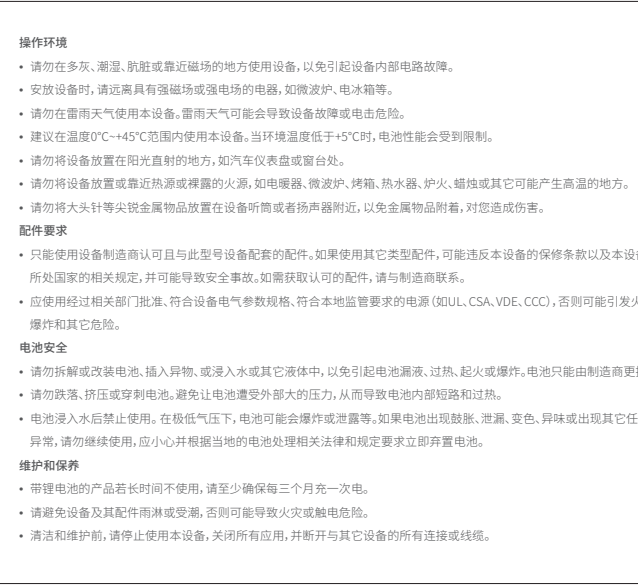 操作环境
• 请勿在多灰、潮湿、肮脏或靠近磁场的地方使用设备，以免引起设备内部电路故障。
• 安放设备时，请远离具有强磁场或强电场的电器，如微波炉、电冰箱等。
• 请勿在雷雨天气使用本设备。雷雨天气可能会导致设备故障或电击危险。
• 建议在温度0°C~+45°C范围内使用本设备。当环境温度低于+5°C时，电池性能会受到限制。
• 请勿将设备放置在阳光直射的地方，如汽车仪表盘或窗台处。
• 请勿将设备放置或靠近热源或裸露的火源，如电暖器、微波炉、烤箱、热水器、炉火、蜡烛或其它可能产生高温的地方。
• 请勿将大头针等尖锐金属物品放置在设备听筒或者扬声器附近，以免金属物品附着，对您造成伤害。
配件要求
• 只能使用设备制造商认可且与此型号设备配套的配件。如果使用其它类型配件，可能违反本设备的保修条款以及本设
所处国家的相关规定，并可能导致安全事故。如需获取认可的配件，请与制造商联系。
• 应使用经过相关部门批准、符合设备电气参数规格、符合本地监管要求的电源（如UL、CSA、VDE、CCC），否则可能引发
爆炸和其它危险。
电池安全
• 请勿拆解或改装电池、插入异物、或浸入水或其它液体中，以免引起电池漏液、过热、起火或爆炸。电池只能由制造商更
• 请勿跌落、挤压或穿刺电池。避免让电池遭受外部大的压力，从而导致电池内部短路和过热。
• 电池浸入水后禁止使用。在极低气压下，电池可能会爆炸或泄露等。如果电池出现鼓胀、泄漏、变色、异味或出现其它任
异常，请勿继续使用，应小心并根据当地的电池处理相关法律和规定要求立即弃置电池。
维护和保养
• 带锂电池的产品若长时间不使用，请至少确保每三个月充一次电。
• 请避免设备及其配件雨淋或受潮，否则可能导致火灾或触电危险。
• 清洁和维护前，请停止使用本设备，关闭所有应用，并断开与其它设备的所有连接或线缆。